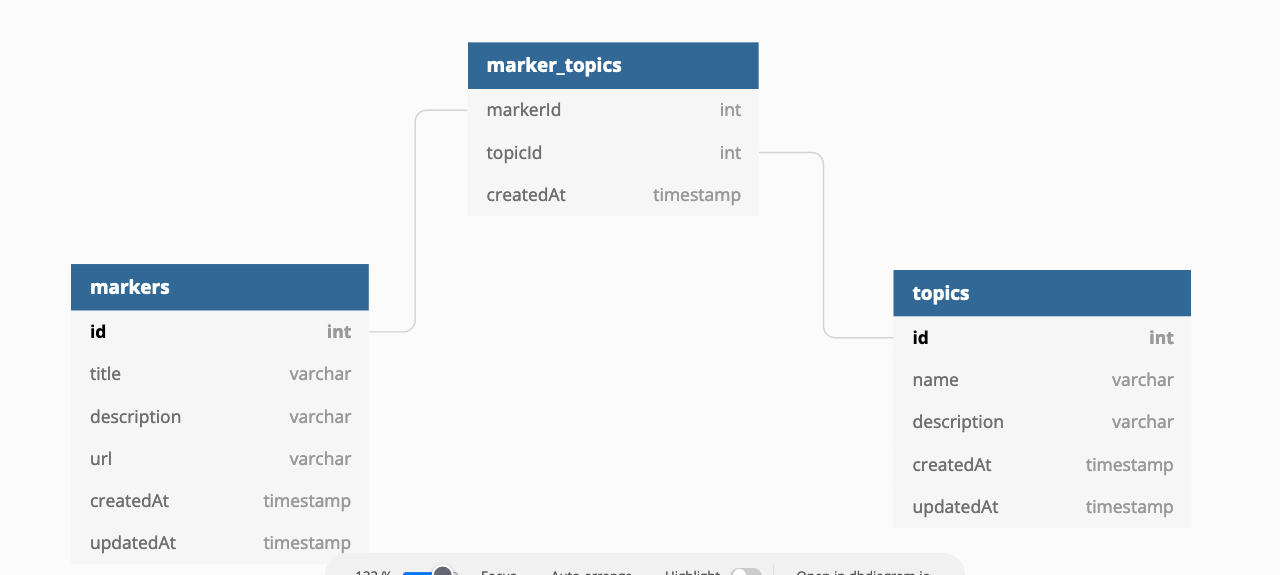 marker_topics
markerId int
topicId int
createdAt timestamp
markers
id int
title varchar
description varchar
url varchar
createdAt timestamp
updatedAt timestamp
topics
id int
name varchar
description varchar
createdAt timestamp
updatedAt timestamp
Focus Auto-arrange Highlight Open in dbdiagram.io